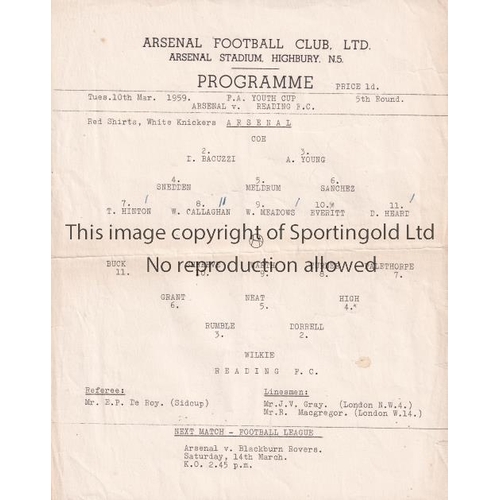 ARSENAL FOOTBALL CLUB, LTD.
ARSENAL STADIUM, HIGHBURY. N.5.
PROGRAMME
PRICE 1d.
Tues.10th Mar. 1959. F.A. YOUTH CUP 5th Round.
ARSENAL v. READING F.C.
Red Shirts, White Knickers A R S E N A L
COE
2. 3.
D. BACUZZI A. YOUNG
4. 5. 6.
SNEDDEN MELDRUM SANCHEZ
7. 8. 9. 10. 11.
T. HINTON W. CALLAGHAN W. MEADOWS EVERITT D. HEARD
This image copyright of Sportingold Ltd)
No reproduction allowed
BUCK PALETHORPE
11. 9. 8. 7.
GRANT NEAT HIGH
6. 5. 4.
BUMBLE DORRELL
3. 2.
WILKIE
R E A D I N G F.C.
Referee: Linesmen:
Mr. E.P. De Roy. (Sidcup) Mr.J.V. Gray. (London N.W.4.)
Mr.R. Macgregor. (London W.14.)
NEXT MATCH - FOOTBALL LEAGUE
Arsenal v. Blackburn Rovers.
Saturday, 14th March.
K.O. 2.45 p.m.